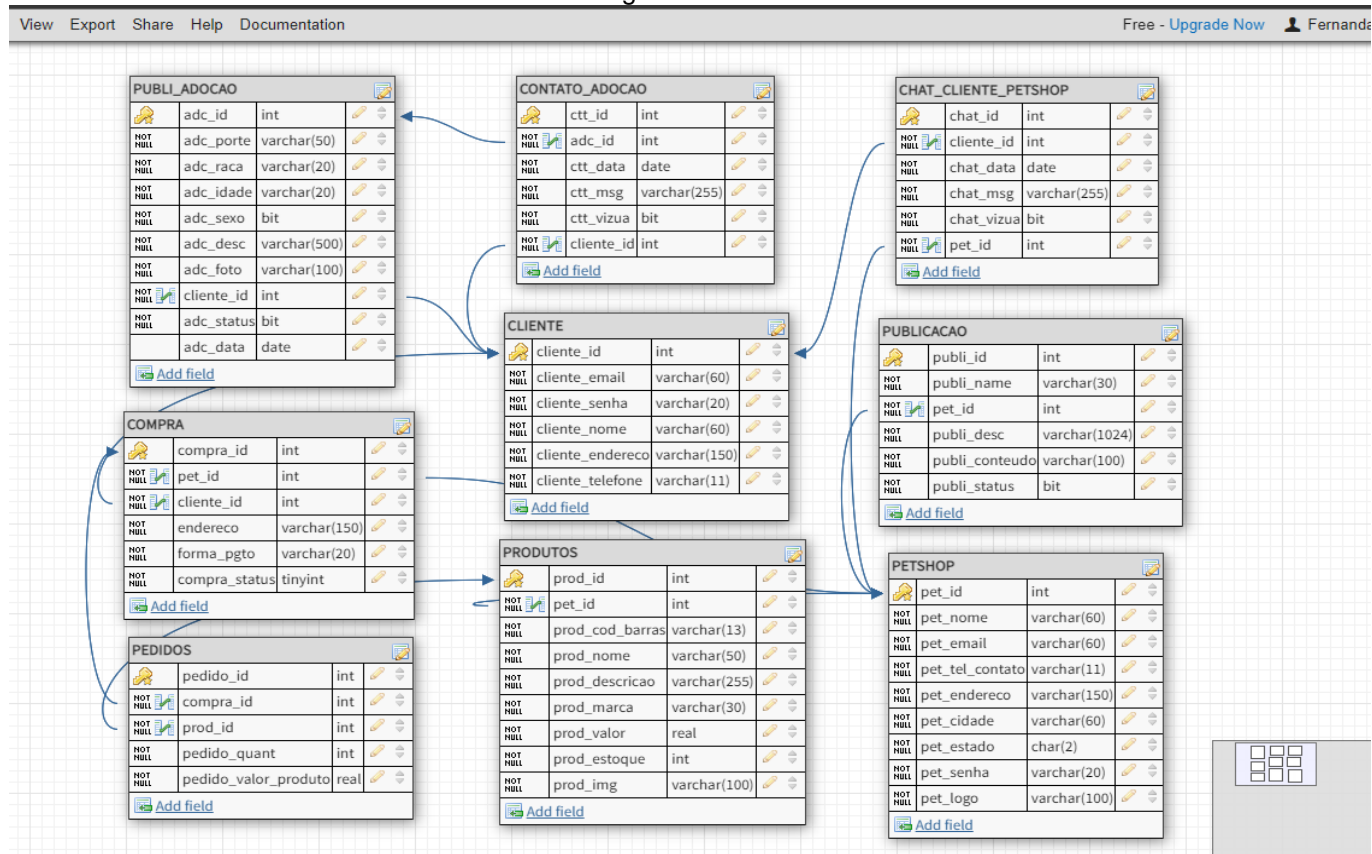 View Export Share Help Documentation Free - Upgrade Now Fernanda
PUBLI_ADOCAO
adc_id int
NOT NULL adc_porte varchar(50)
NOT NULL adc_raca varchar(20)
NOT NULL adc_idade varchar(20)
NOT NULL adc_sexo bit
NOT NULL adc_desc varchar(500)
NOT NULL adc_foto varchar(100)
NOT NULL cliente_id int
NOT NULL adc_status bit
adc_data date
Add field
CONTATO_ADOCAO
ctt_id int
NOT NULL adc_id int
NOT NULL ctt_data date
NOT NULL ctt_msg varchar(255)
NOT NULL ctt_vizua bit
NOT NULL cliente_id int
Add field
CHAT_CLIENTE_PETSHOP
chat_id int
NOT NULL cliente_id int
NOT NULL chat_data date
NOT NULL chat_msg varchar(255)
NOT NULL chat_vizua bit
NOT NULL pet_id int
Add field
CLIENTE
cliente_id int
NOT NULL cliente_email varchar(60)
NOT NULL cliente_senha varchar(20)
NOT NULL cliente_nome varchar(60)
NOT NULL cliente_endereco varchar(150)
NOT NULL cliente_telefone varchar(11)
Add field
PUBLICACAO
publi_id int
NOT NULL publi_name varchar(30)
NOT NULL pet_id int
NOT NULL publi_desc varchar(1024)
NOT NULL publi_conteudo varchar(100)
NOT NULL publi_status bit
Add field
COMPRA
compra_id int
NOT NULL pet_id int
NOT NULL cliente_id int
NOT NULL endereco varchar(150)
NOT NULL forma_pgto varchar(20)
NOT NULL compra_status tinyint
Add field
PRODUTOS
prod_id int
NOT NULL pet_id int
NOT NULL prod_cod_barras varchar(13)
NOT NULL prod_nome varchar(50)
NOT NULL prod_descricao varchar(255)
NOT NULL prod_marca varchar(30)
NOT NULL prod_valor real
NOT NULL prod_estoque int
NOT NULL prod_img varchar(100)
Add field
PETSHOP
pet_id int
NOT NULL pet_nome varchar(60)
NOT NULL pet_email varchar(60)
NOT NULL pet_tel_contato varchar(11)
NOT NULL pet_endereco varchar(150)
NOT NULL pet_cidade varchar(60)
NOT NULL pet_estado char(2)
NOT NULL pet_senha varchar(20)
NOT NULL pet_logo varchar(100)
Add field
PEDIDOS
pedido_id int
NOT NULL compra_id int
NOT NULL prod_id int
NOT NULL pedido_quant int
NOT NULL pedido_valor_produto real
Add field